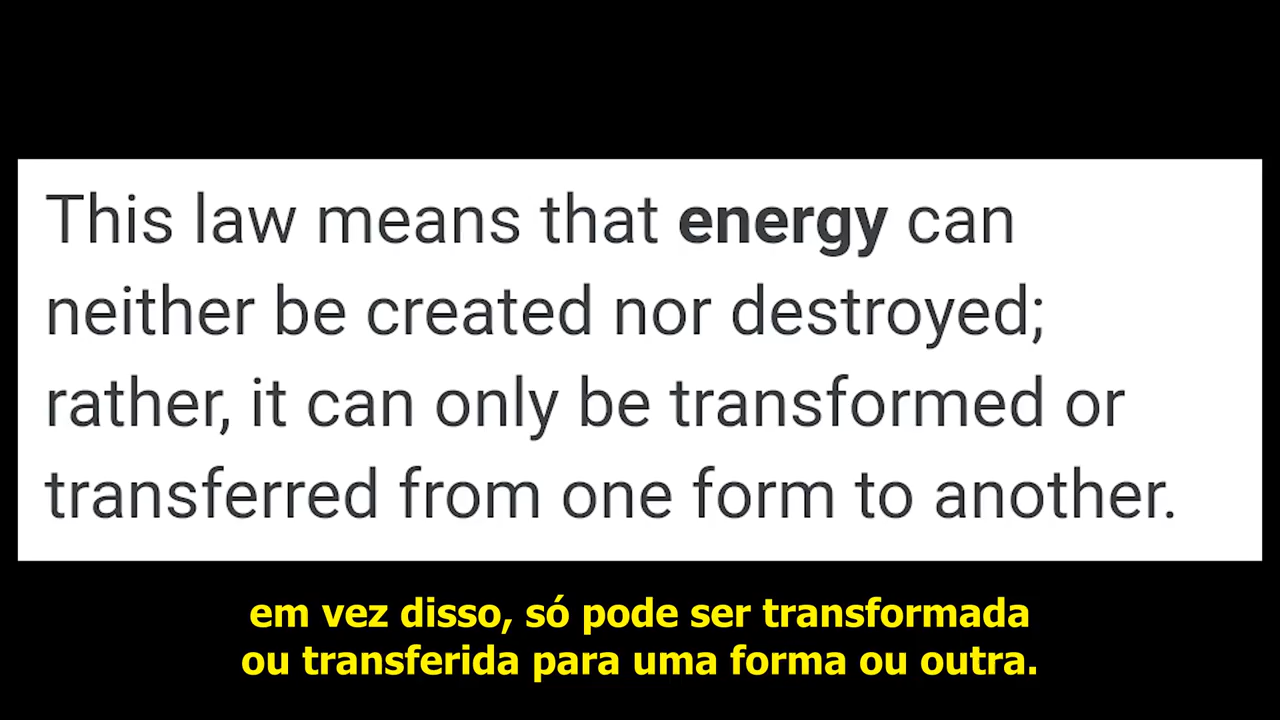 This law means that energy can
neither be created nor destroyed;
rather, it can only be transformed or
transferred from one form to another.
em vez disso, só pode ser transformada
ou transferida para uma forma ou outra.